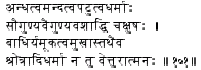 अन्धत्वमन्दत्वपटुत्वधर्माः
सौगुण्यवैगुण्यवशाद्धि चक्षुषः ।
बाधिर्यमूकत्वमुखास्तथैव
श्रोत्रादिधर्मा न तु वेत्तुरात्मनः ॥ १०१॥